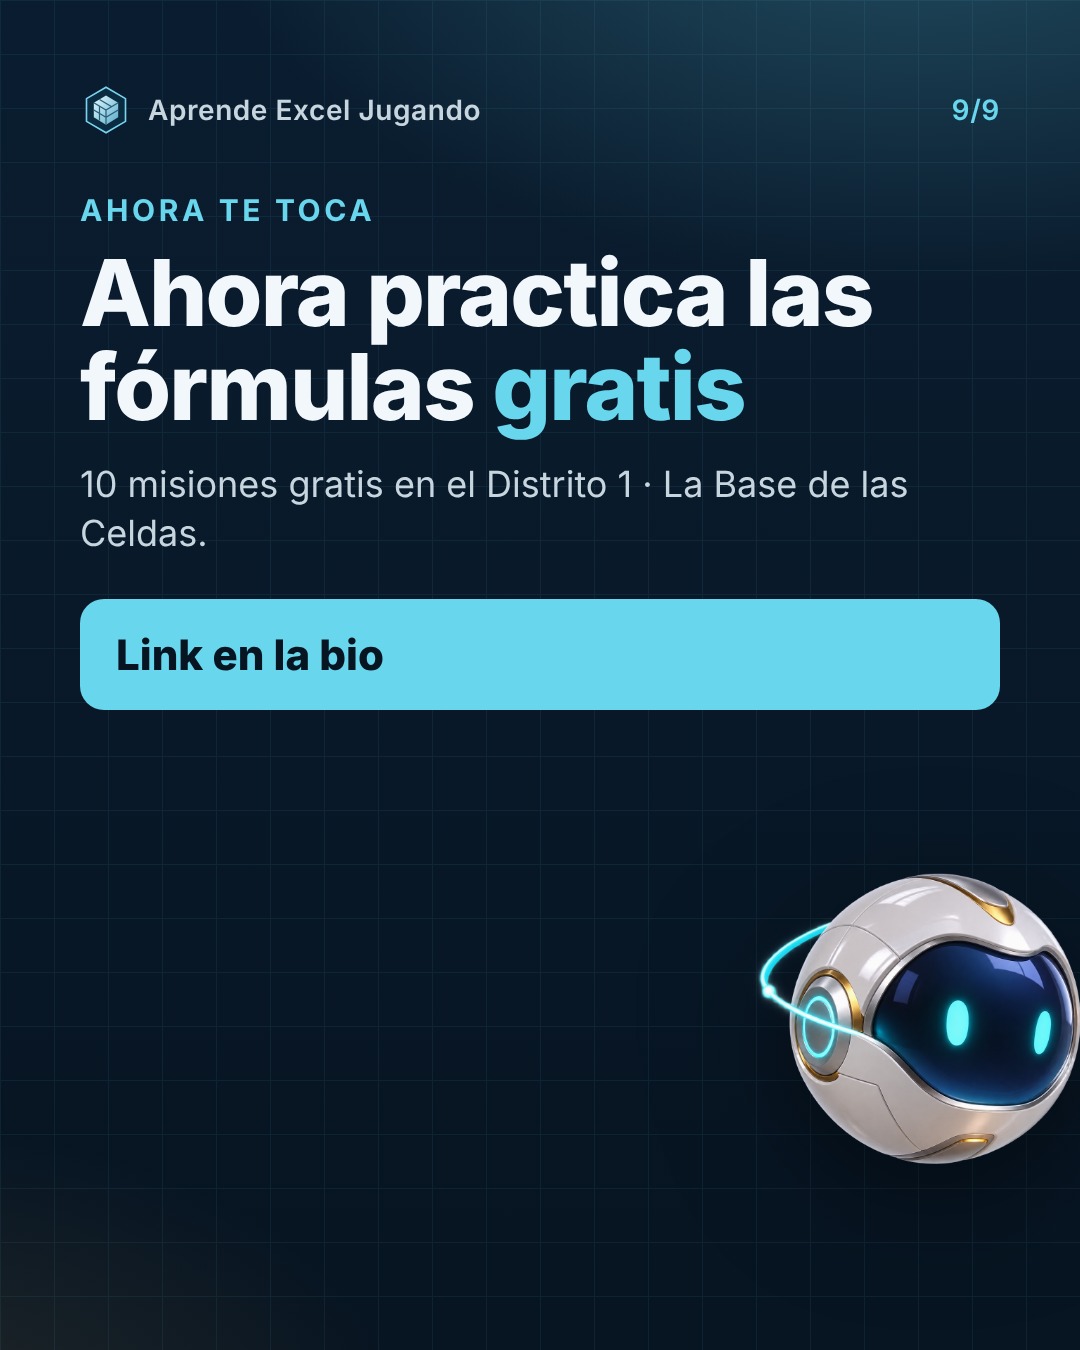 Aprende Excel Jugando
9/9
AHORA TE TOCA
Ahora practica las
fórmulas gratis
10 misiones gratis en el Distrito 1 · La Base de las
Celdas.
Link en la bio